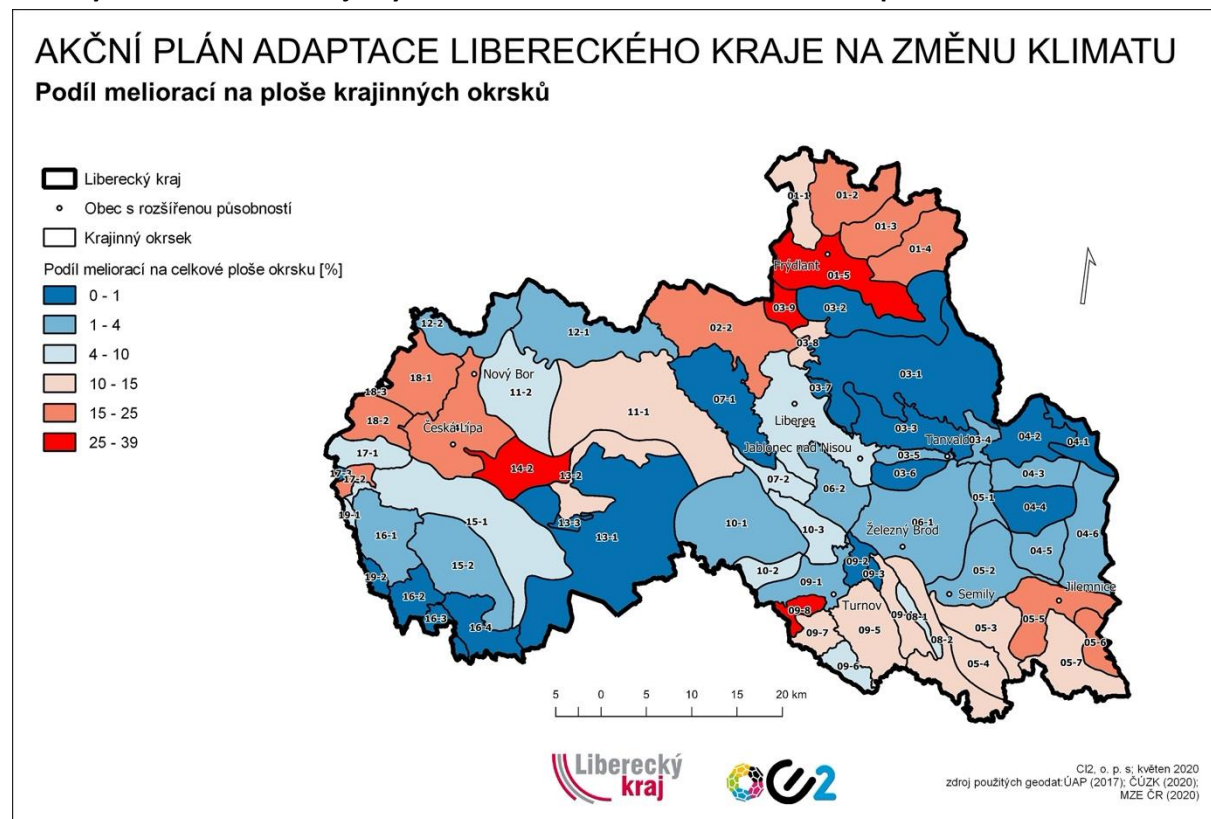 AKČNÍ PLÁN ADAPTACE LIBERECKÉHO KRAJE NA ZMĚNU KLIMATU
Podíl meliorací na ploše krajinných okrsků
Liberecký kraj
Obec s rozšířenou působností
Krajinný okrsek
Podíl meliorací na celkové ploše okrsku [%]
0 - 1
1 - 4
4 - 10
10 - 15
15 - 25
25 - 39
01-1
01-2
01-3
01-4
Frýdlant
01-5
03-9
03-2
02-2
03-8
12-2
12-1
03-1
18-1
Nový Bor
11-2
18-3
07-1
03-7
11-1
Liberec
18-2
Česká Lípa
03-3
Tanvald
03-4
04-2
04-1
Jablonec nad Nisou
03-5
17-1
14-2
13-2
03-6
04-3
17-3
17-2
07-2
06-2
05-1
04-4
19-1
15-1
13-3
13-1
10-1
10-3
Železný Brod
06-1
04-6
16-1
15-2
10-2
09-2
09-3
04-5
05-2
19-2
16-2
09-1
Semily
Jilemnice
16-3
16-4
09-8
Turnov
08-1
09-7
09-5
05-3
05-5
05-6
08-2
09-6
05-4
05-7
5 0 5 10 15 20 km
Liberecký
kraj
CI2, o. p. s; květen 2020
zdroj použitých geodat:ÚAP (2017); ČÚZK (2020);
MZE ČR (2020)